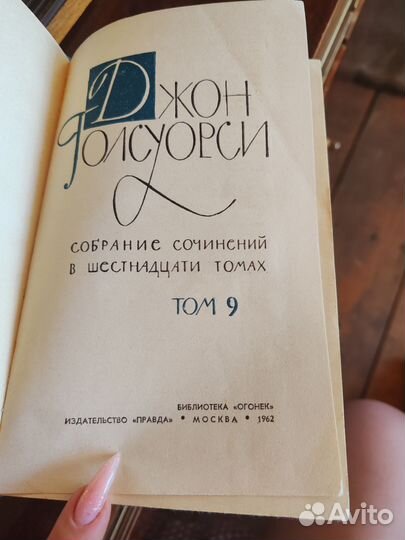 ДЖОН
ГОЛСУОРСИ
СОБРАНИЕ СОЧИНЕНИЙ
В ШЕСТНАДЦАТИ ТОМАХ
ТОМ 9
БИБЛИОТЕКА «ОГОНЕК»
ИЗДАТЕЛЬСТВО «ПРАВДА» • МОСКВА • 1962
Avito